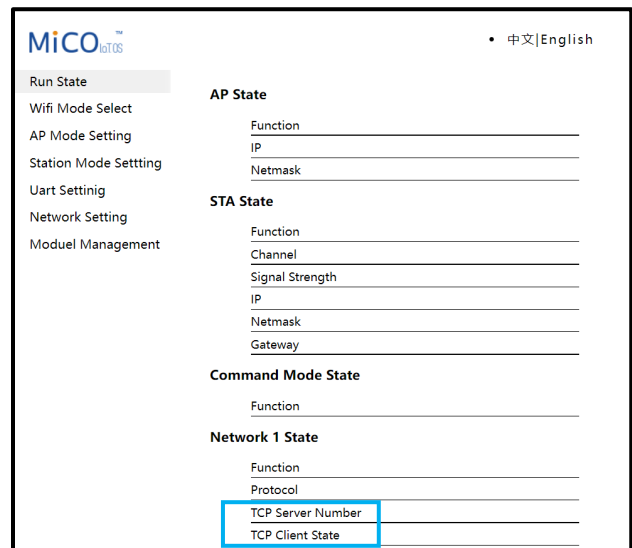 MiCO IoT OS ™
中文|English
Run State
Wifi Mode Select
AP Mode Setting
Station Mode Settting
Uart Settinig
Network Setting
Moduel Management
AP State
Function
IP
Netmask
STA State
Function
Channel
Signal Strength
IP
Netmask
Gateway
Command Mode State
Function
Network 1 State
Function
Protocol
TCP Server Number
TCP Client State